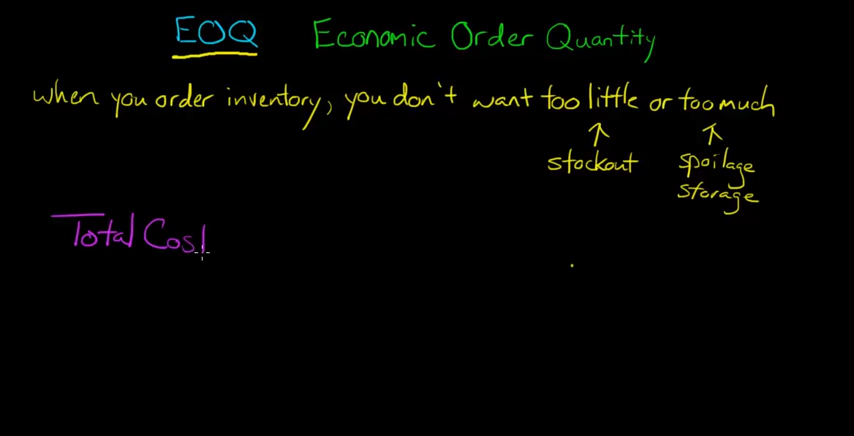 EOQ Economic Order Quantity
when you order inventory, you don't want too little or too much
stockout spoilage
storage
Total Cost